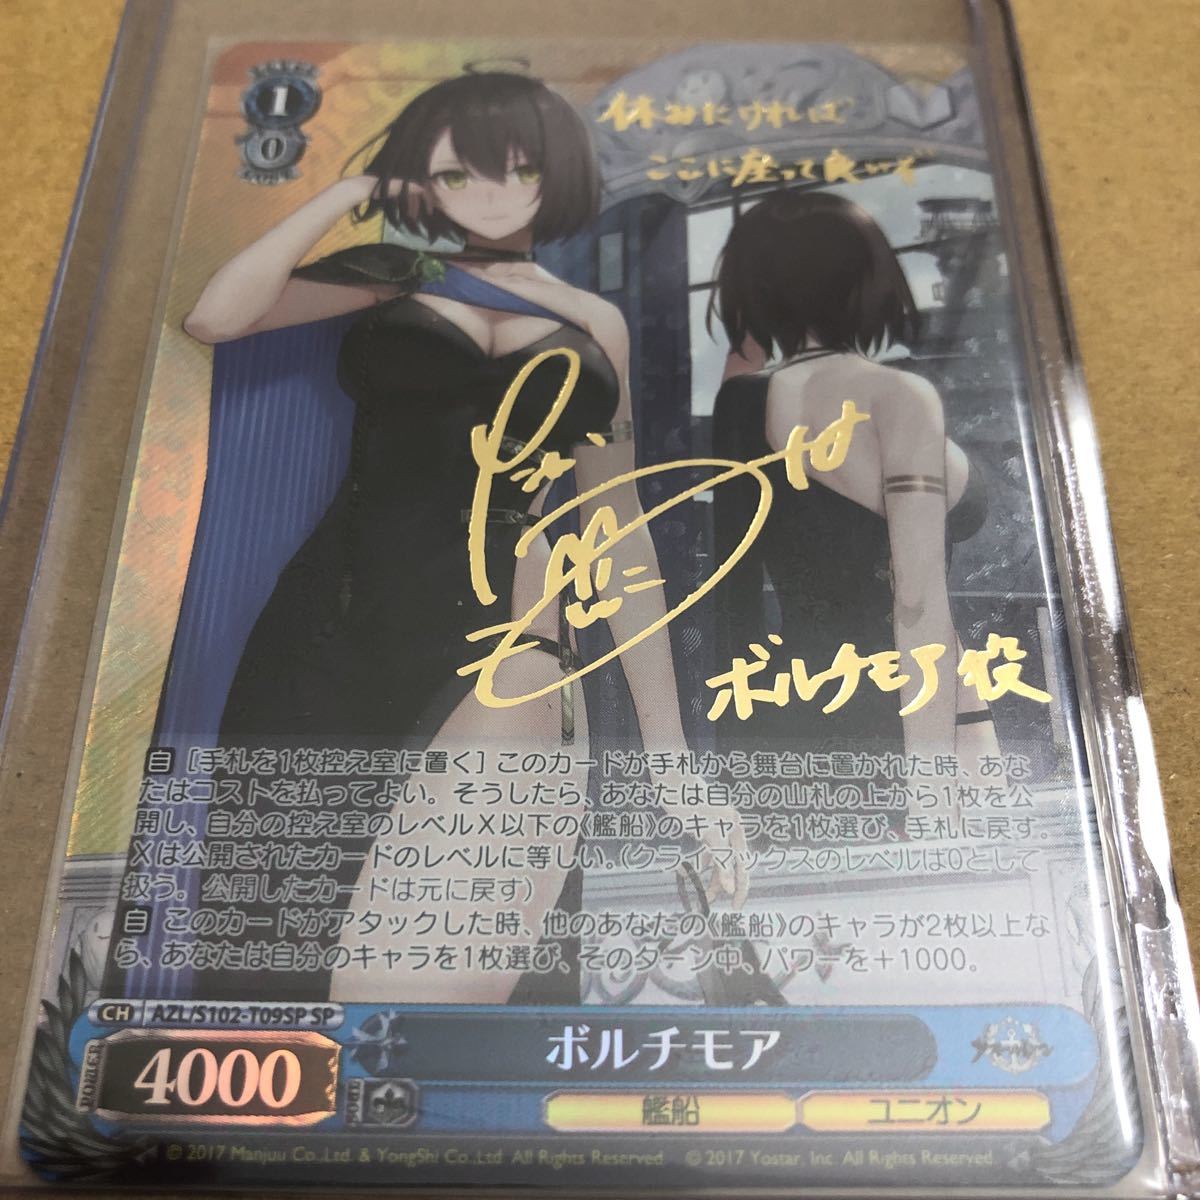 1
0
休みたければ
ここに座って良いぞ
ボルチモア役
自 [手札を1枚控え室に置く] このカードが手札から舞台に置かれた時、あな
たはコストを払ってよい。そうしたら、あなたは自分の山札の上から1枚を公
開し、自分の控え室のレベルX以下の《艦船》のキャラを1枚選び、手札に戻す。
Xは公開されたカードのレベルに等しい。(クライマックスのレベルは0として
扱う。公開したカードは元に戻す)
自 このカードがアタックした時、他のあなたの《艦船》のキャラが2枚以上な
ら、あなたは自分のキャラを1枚選び、そのターン中、パワーを+1000。
CH AZL/S102-T09SP SP
ボルチモア
POWER 4000
艦船 ユニオン
© 2017 Manjuu Co.,Ltd. & YongShi Co.,Ltd All Rights Reserved. © 2017 Yostar, Inc. All Rights Reserved.